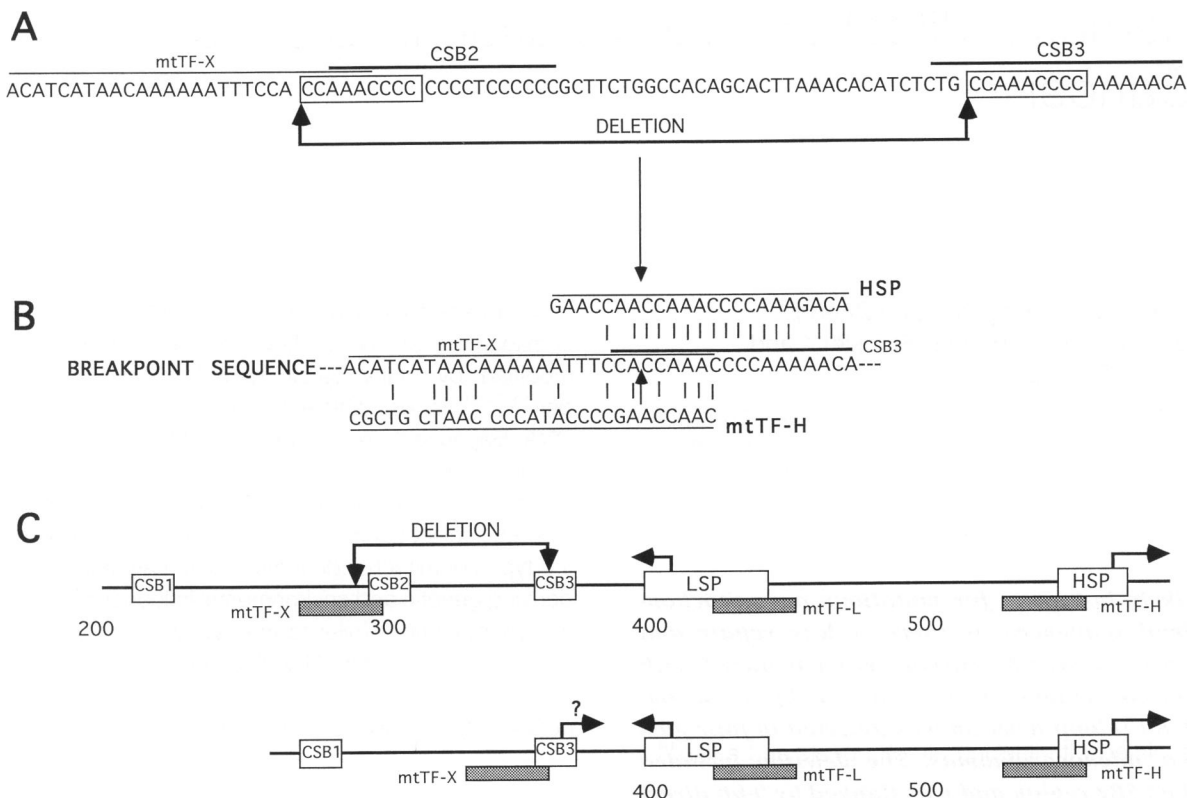 A
mtTF-X CSB2 CSB3
ACATCATAACAAAAAATTTCCA CCAAACCCC CCCCTCCCCCCGCTTCTGGCCACAGCACTTAAACACATCTCTG CCAAACCCC AAAAACA
DELETION
B
GAACCAACCAAACCCCAAAGACA HSP
mtTF-X CSB3
BREAKPOINT SEQUENCE---ACATCATAACAAAAAATTTCCACCAAACCCCAAAAACA---
CGCTG CTAAC CCCATACCCCGAACCAAC mtTF-H
C
DELETION
CSB1 CSB2 CSB3 LSP HSP
mtTF-X mtTF-L mtTF-H
200 300 400 500
?
CSB1 CSB3 LSP HSP
mtTF-X mtTF-L mtTF-H
400 500